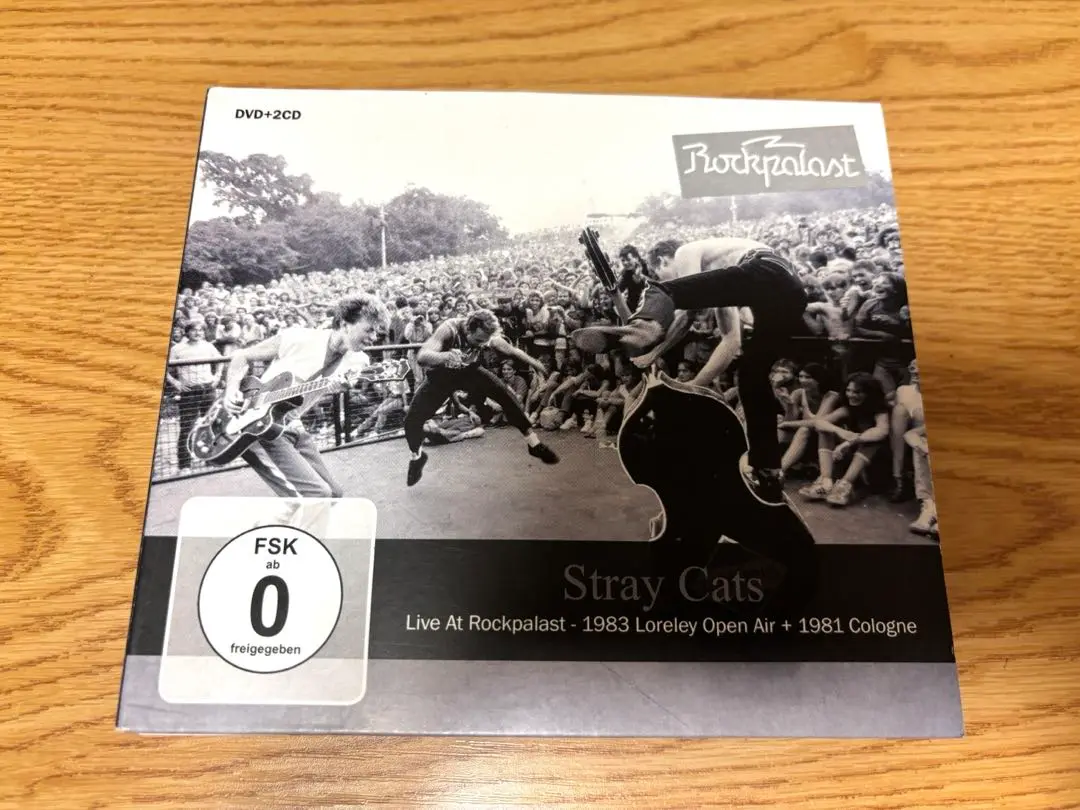 DVD+2CD
Rockpalast
Stray Cats
Live At Rockpalast - 1983 Loreley Open Air + 1981 Cologne
FSK
ab
0
freigegeben